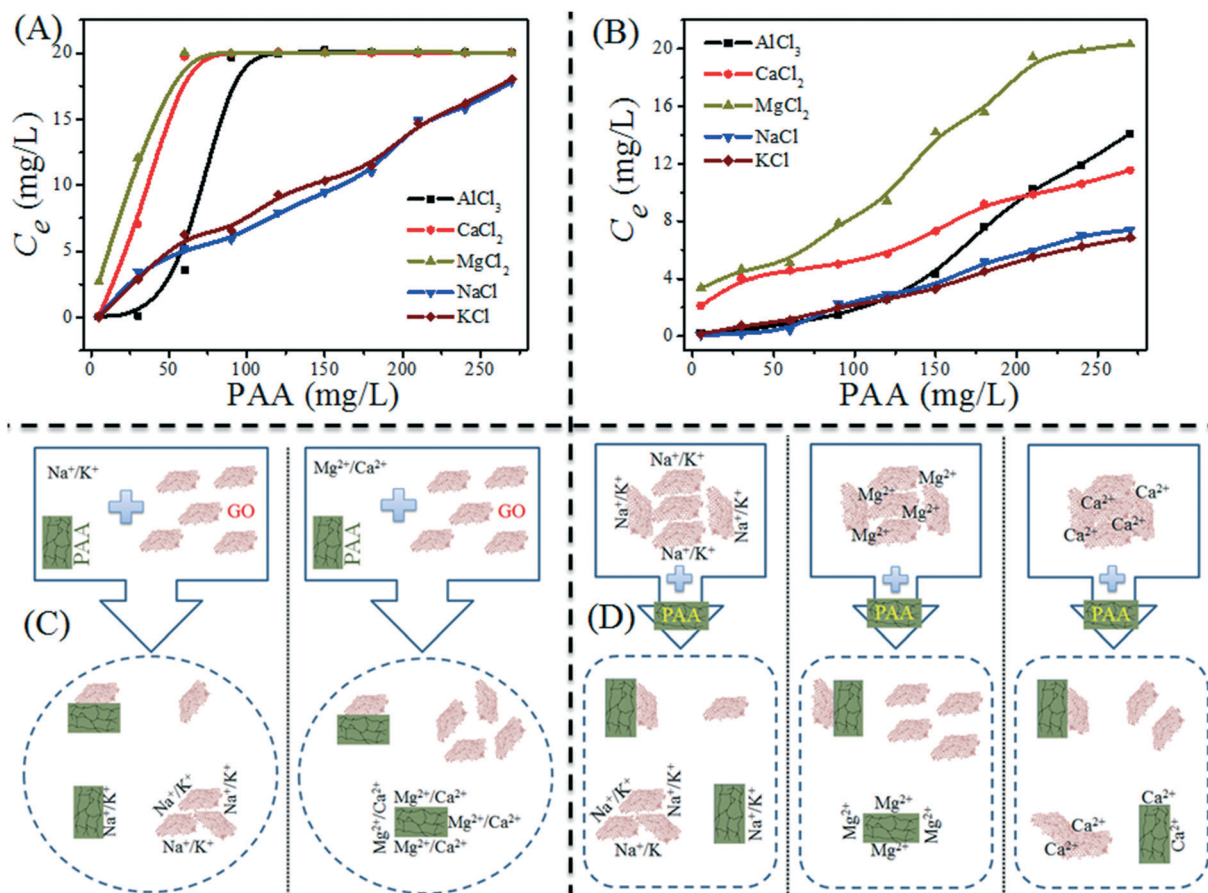 (A)
20
15
10
5
0
C_e (mg/L)
AlCl₃
CaCl₂
MgCl₂
NaCl
KCl
0 50 100 150 200 250
PAA (mg/L)
(B)
20
16
12
8
4
0
C_e (mg/L)
AlCl₃
CaCl₂
MgCl₂
NaCl
KCl
0 50 100 150 200 250
PAA (mg/L)
(C)
Na⁺/K⁺
PAA
GO
Na⁺/K⁺
Na⁺/K⁺
Na⁺/K⁺
Na⁺/K⁺
Mg²⁺/Ca²⁺
PAA
GO
Mg²⁺/Ca²⁺
Mg²⁺/Ca²⁺
Mg²⁺/Ca²⁺
Mg²⁺/Ca²⁺
(D)
Na⁺/K⁺
Na⁺/K⁺
Na⁺/K⁺
Na⁺/K⁺
PAA
Na⁺/K⁺
Na⁺/K⁺
Na⁺/K
Na⁺/K⁺
Mg²⁺
Mg²⁺
Mg²⁺
Mg²⁺
PAA
Mg²⁺
Mg²⁺
Mg²⁺
Mg²⁺
Ca²⁺
Ca²⁺
Ca²⁺
Ca²⁺
PAA
Ca²⁺
Ca²⁺
Ca²⁺
Ca²⁺